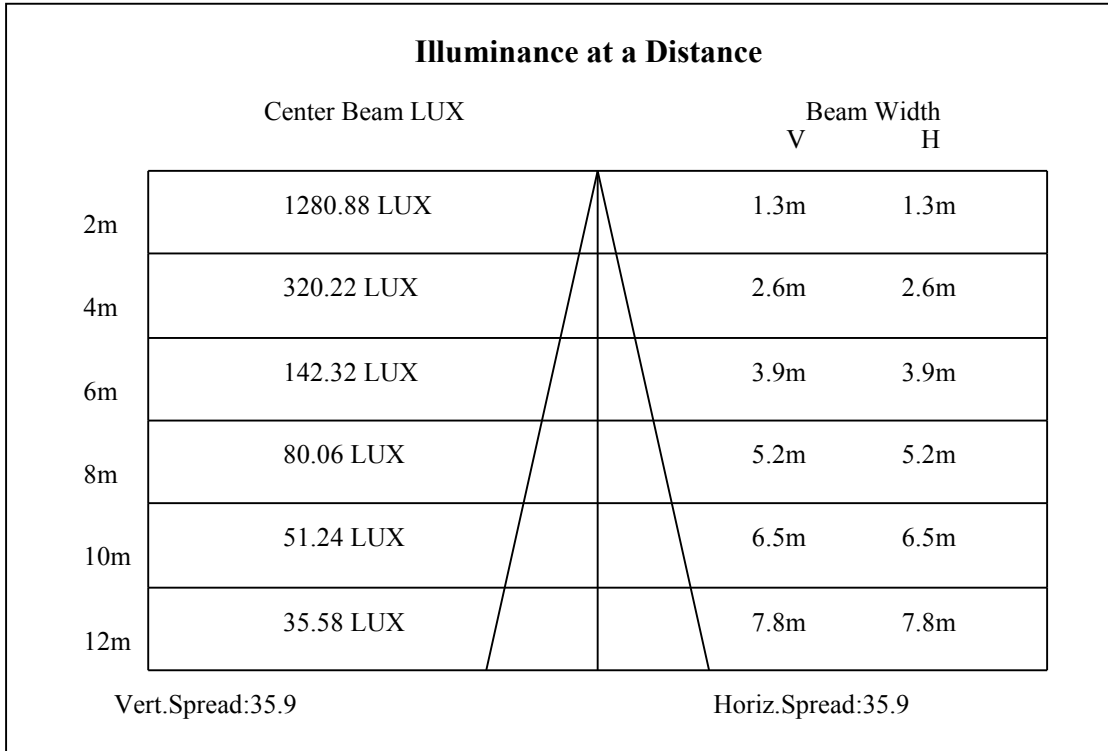 Illuminance at a Distance
Center Beam LUX Beam Width
V H
2m 1280.88 LUX 1.3m 1.3m
4m 320.22 LUX 2.6m 2.6m
6m 142.32 LUX 3.9m 3.9m
8m 80.06 LUX 5.2m 5.2m
10m 51.24 LUX 6.5m 6.5m
12m 35.58 LUX 7.8m 7.8m
Vert.Spread:35.9 Horiz.Spread:35.9